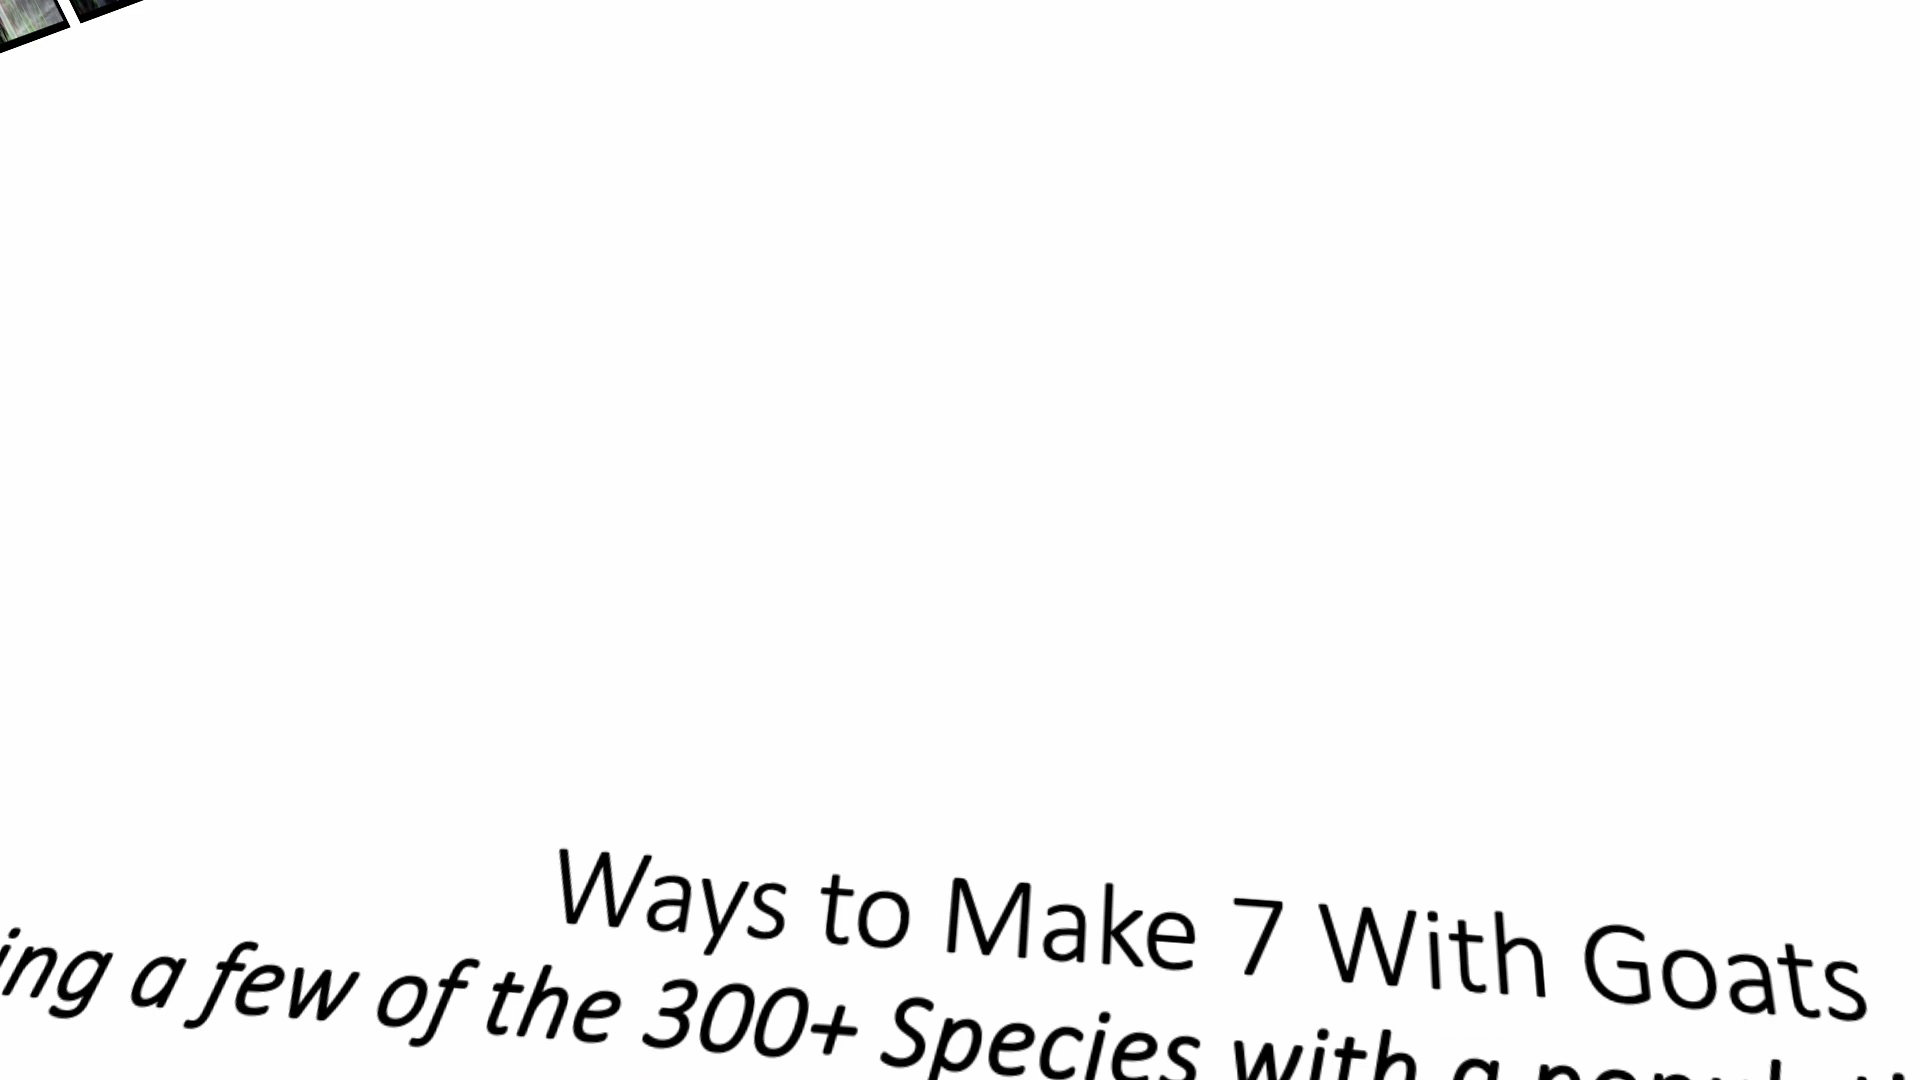 Ways to Make 7 With Goats
a few of the 300+ Species with a